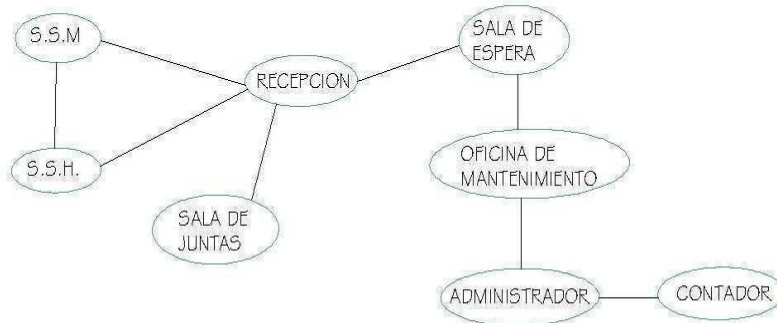 S.S.M
SALA DE
ESPERA
RECEPCION
S.S.H.
OFICINA DE
MANTENIMIENTO
SALA DE
JUNTAS
ADMINISTRADOR
CONTADOR